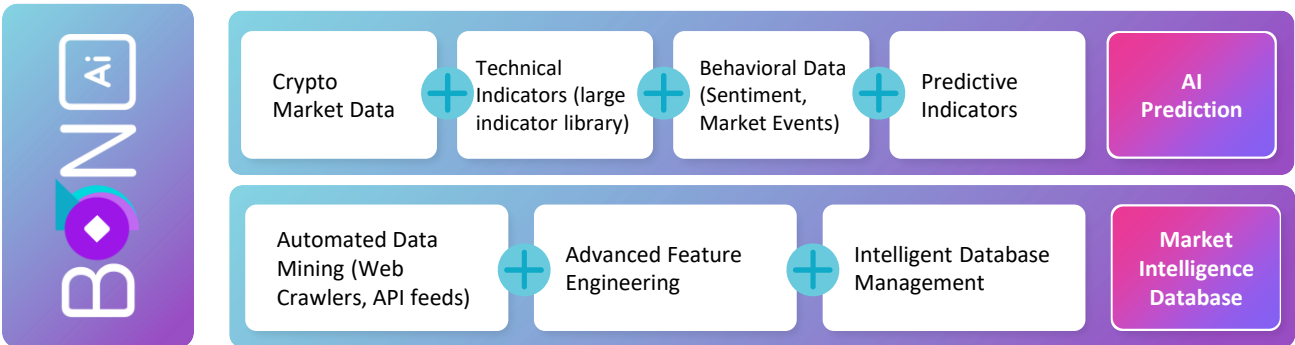 BONO Ai
Crypto
Market Data
Technical
Indicators (large
indicator library)
Behavioral Data
(Sentiment,
Market Events)
Predictive
Indicators
AI
Prediction
Automated Data
Mining (Web
Crawlers, API feeds)
Advanced Feature
Engineering
Intelligent Database
Management
Market
Intelligence
Database